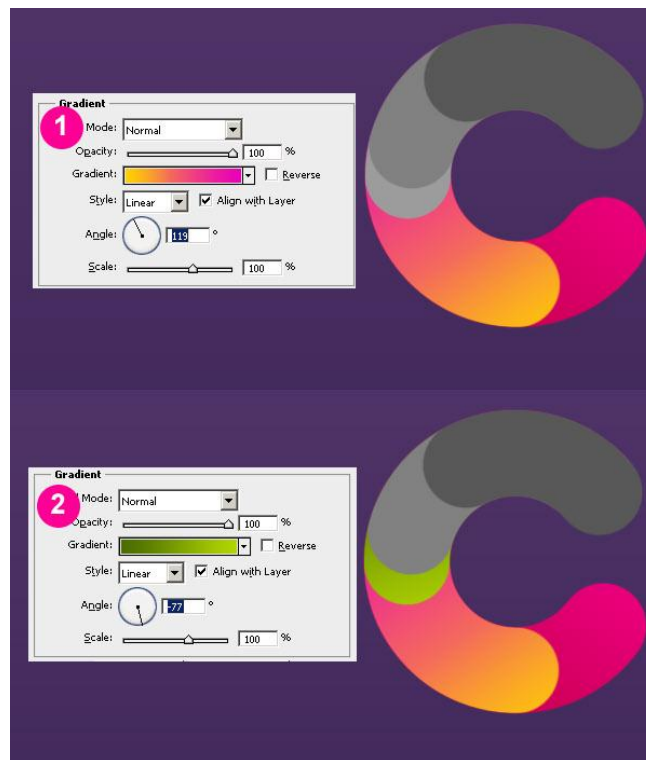 Gradient
1
Mode: Normal
Opacity: 100 %
Gradient: Reverse
Style: Linear Align with Layer
Angle: 119 °
Scale: 100 %
Gradient
2
Mode: Normal
Opacity: 100 %
Gradient: Reverse
Style: Linear Align with Layer
Angle: -77 °
Scale: 100 %